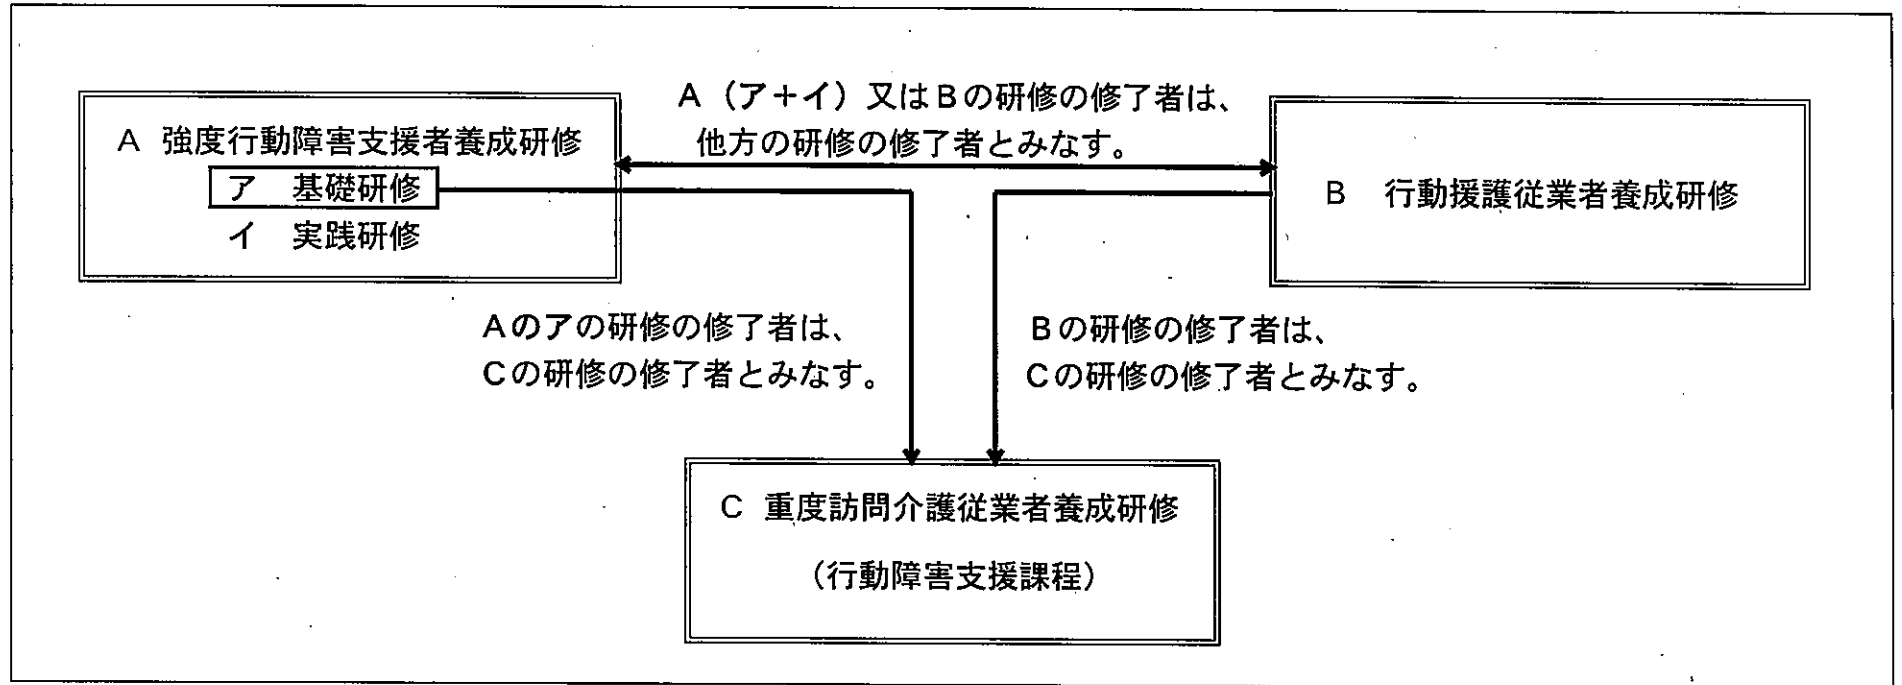 A（ア＋イ）又はBの研修の修了者は、
他方の研修の修了者とみなす。
A 強度行動障害支援者養成研修
ア 基礎研修
イ 実践研修
B 行動援護従業者養成研修
Aのアの研修の修了者は、
Cの研修の修了者とみなす。
Bの研修の修了者は、
Cの研修の修了者とみなす。
C 重度訪問介護従業者養成研修
（行動障害支援課程）